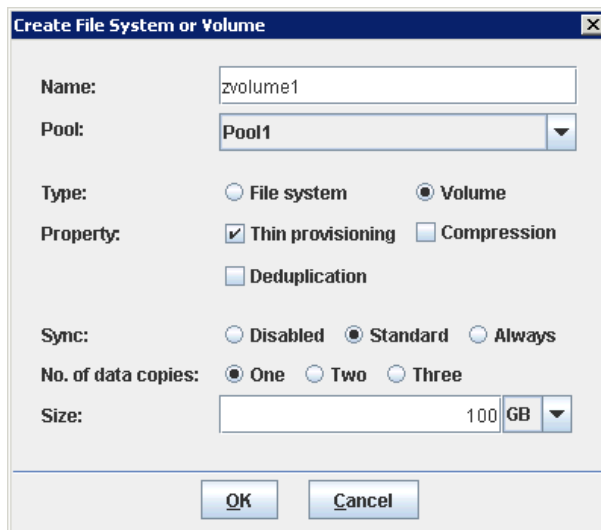 Create File System or Volume
Name: zvolume1
Pool: Pool1
Type: File system Volume
Property: Thin provisioning Compression
Deduplication
Sync: Disabled Standard Always
No. of data copies: One Two Three
Size: 100 GB
OK Cancel